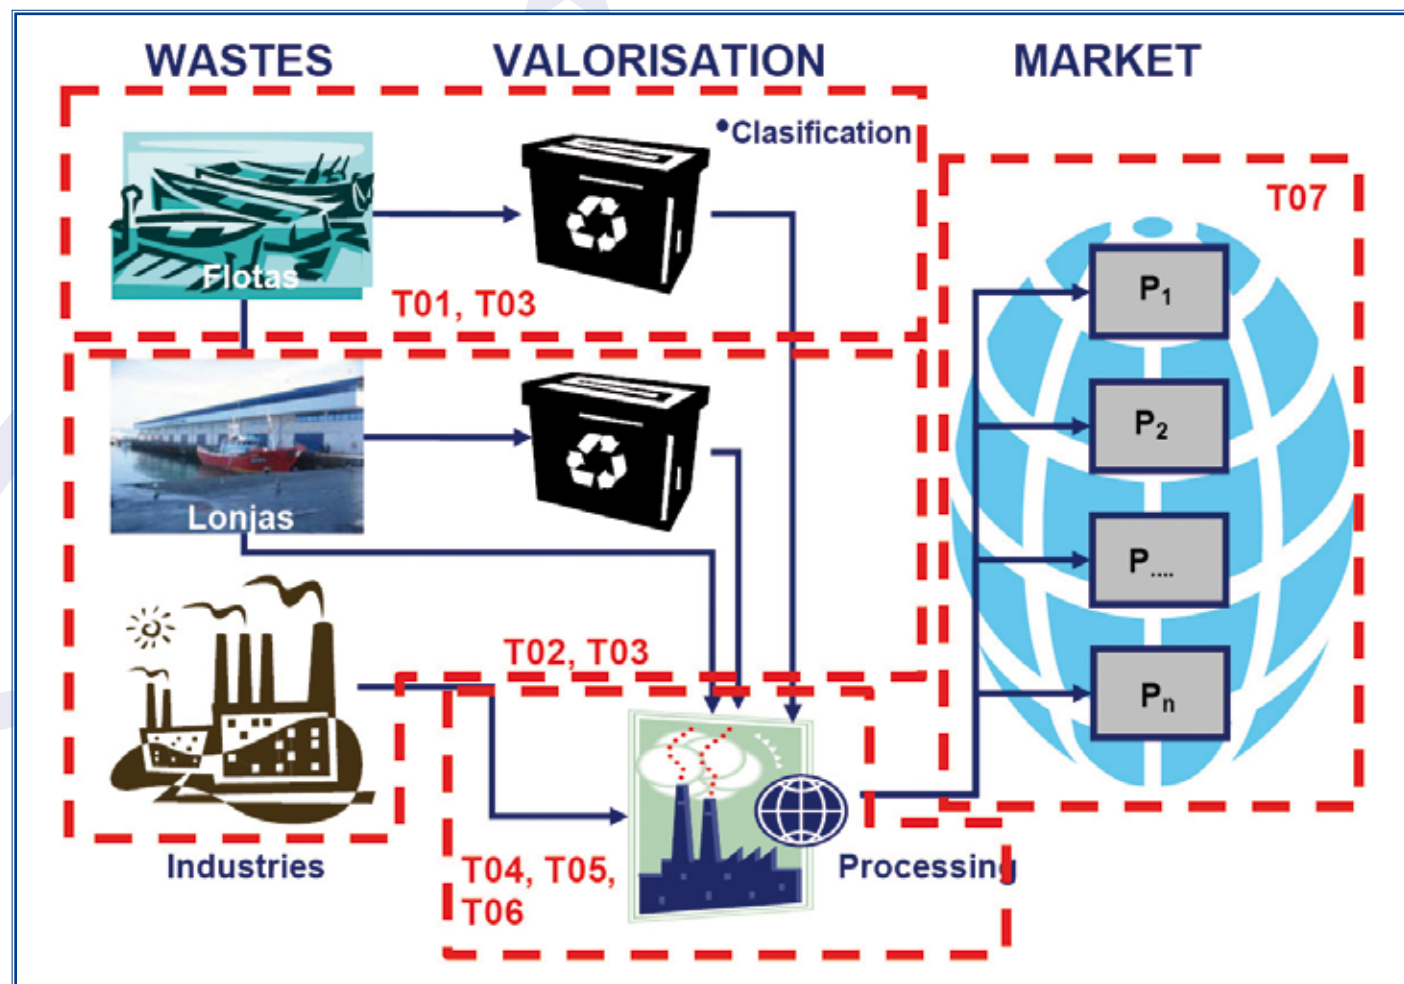 WASTES VALORISATION MARKET
•Clasification
T07
Flotas
T01, T03
P1
P2
Lonjas
P....
T02, T03
Pn
Industries
T04, T05,
T06
Processing